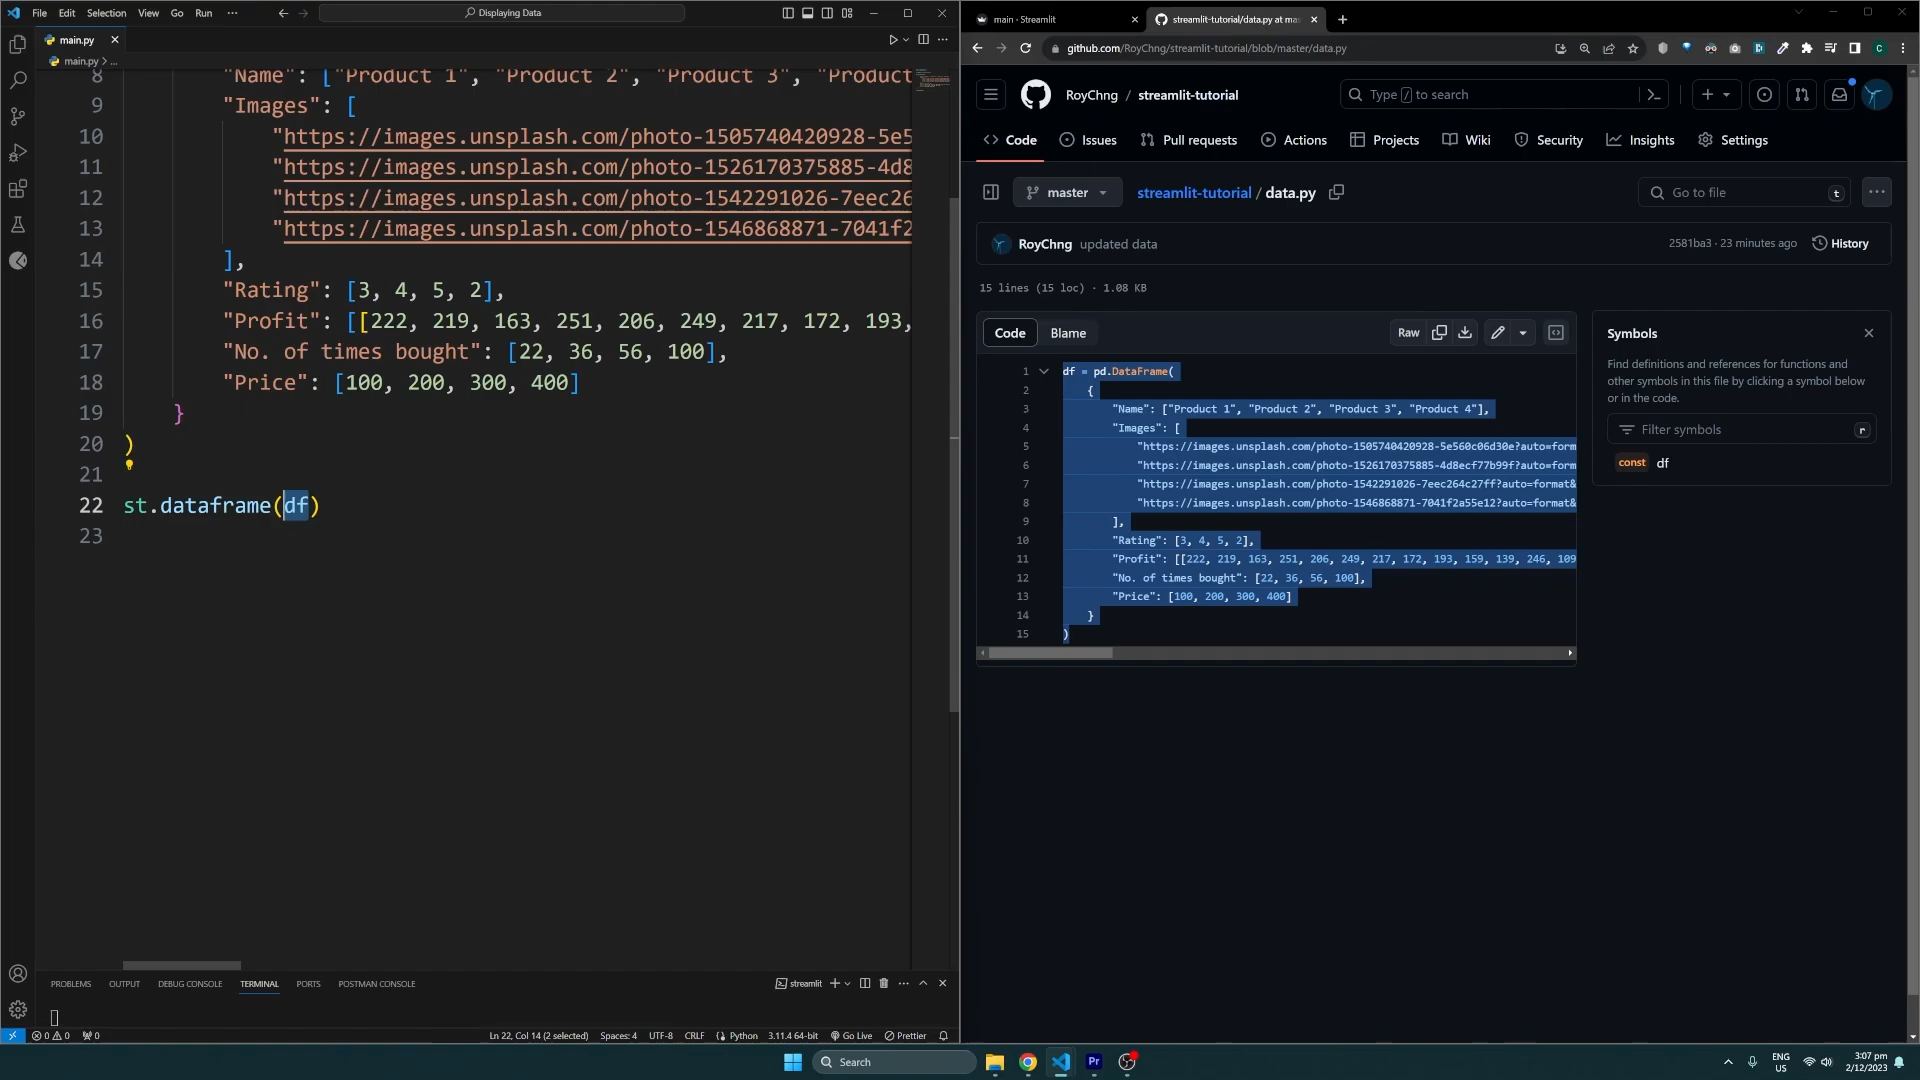 File Edit Selection View Go Run ··· Displaying Data
main.py
main.py > ...
8 "Name": ["Product 1", "Product 2", "Product 3", "Product
9 "Images": [
10 "https://images.unsplash.com/photo-1505740420928-5e5
11 "https://images.unsplash.com/photo-1526170375885-4d8
12 "https://images.unsplash.com/photo-1542291026-7eec26
13 "https://images.unsplash.com/photo-1546868871-7041f2
14 ],
15 "Rating": [3, 4, 5, 2],
16 "Profit": [[222, 219, 163, 251, 206, 249, 217, 172, 193,
17 "No. of times bought": [22, 36, 56, 100],
18 "Price": [100, 200, 300, 400]
19 }
20 )
21
22 st.dataframe(df)
23
PROBLEMS OUTPUT DEBUG CONSOLE TERMINAL PORTS POSTMAN CONSOLE streamlit
0 0 0 Ln 22, Col 14 (2 selected) Spaces: 4 UTF-8 CRLF Python 3.11.4 64-bit Go Live Prettier
main · Streamlit streamlit-tutorial/data.py at mas
github.com/RoyChng/streamlit-tutorial/blob/master/data.py C
RoyChng / streamlit-tutorial Type / to search
Code Issues Pull requests Actions Projects Wiki Security Insights Settings
master streamlit-tutorial / data.py Go to file t
RoyChng updated data 2581ba3 · 23 minutes ago History
15 lines (15 loc) · 1.08 KB
Code Blame Raw
1 df = pd.DataFrame(
2 {
3 "Name": ["Product 1", "Product 2", "Product 3", "Product 4"],
4 "Images": [
5 "https://images.unsplash.com/photo-1505740420928-5e560c06d30e?auto=form
6 "https://images.unsplash.com/photo-1526170375885-4d8ecf77b99f?auto=form
7 "https://images.unsplash.com/photo-1542291026-7eec264c27ff?auto=format&
8 "https://images.unsplash.com/photo-1546868871-7041f2a55e12?auto=format&
9 ],
10 "Rating": [3, 4, 5, 2],
11 "Profit": [[222, 219, 163, 251, 206, 249, 217, 172, 193, 159, 139, 246, 109
12 "No. of times bought": [22, 36, 56, 100],
13 "Price": [100, 200, 300, 400]
14 }
15 )
Symbols
Find definitions and references for functions and
other symbols in this file by clicking a symbol below
or in the code.
Filter symbols r
const df
Search Pr ENG
US 3:07 pm
2/12/2023